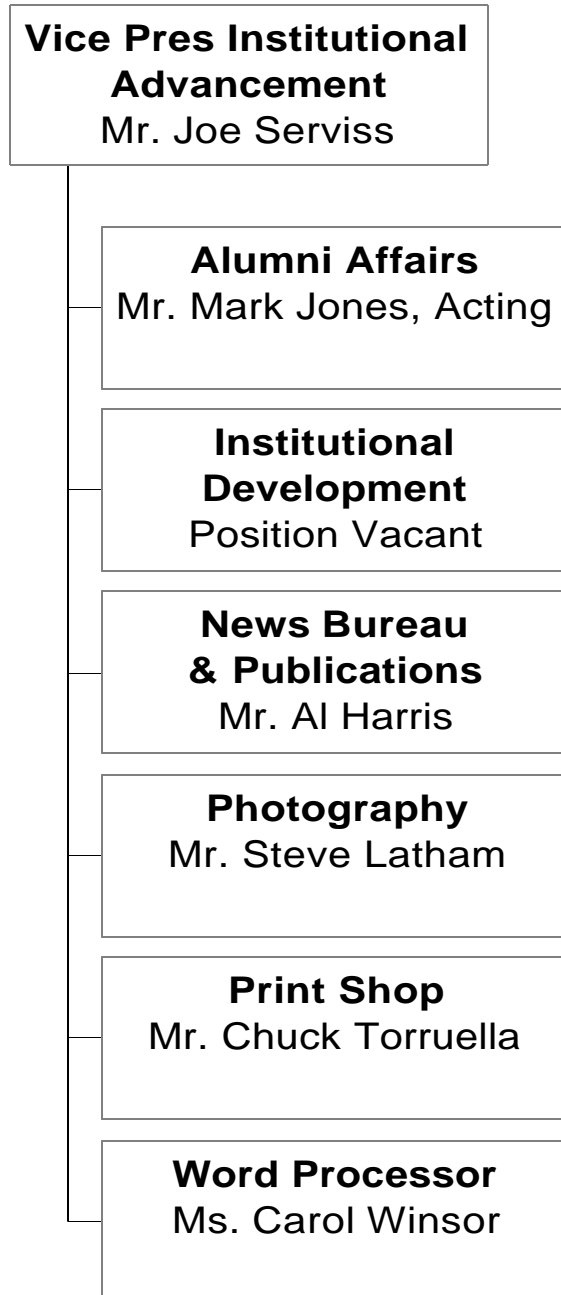 Vice Pres Institutional
Advancement
Mr. Joe Serviss
Alumni Affairs
Mr. Mark Jones, Acting
Institutional
Development
Position Vacant
News Bureau
& Publications
Mr. Al Harris
Photography
Mr. Steve Latham
Print Shop
Mr. Chuck Torruella
Word Processor
Ms. Carol Winsor